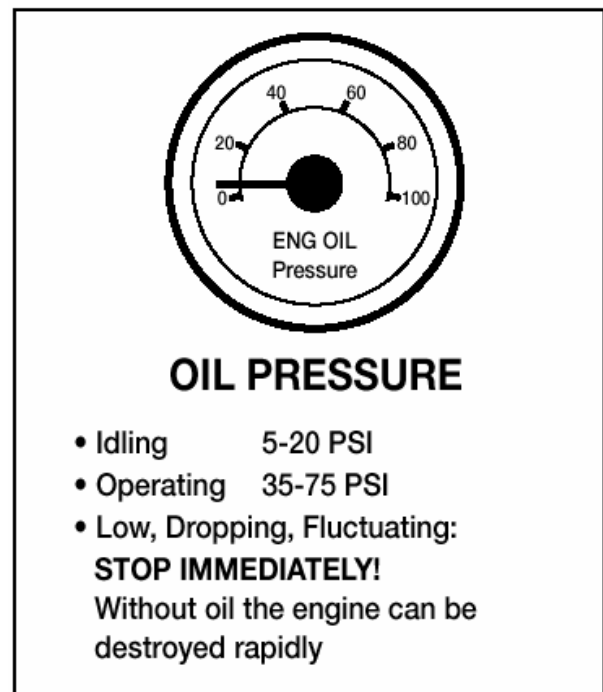 40 60
20 80
0 100
ENG OIL
Pressure
OIL PRESSURE
• Idling 5-20 PSI
• Operating 35-75 PSI
• Low, Dropping, Fluctuating:
STOP IMMEDIATELY!
Without oil the engine can be
destroyed rapidly